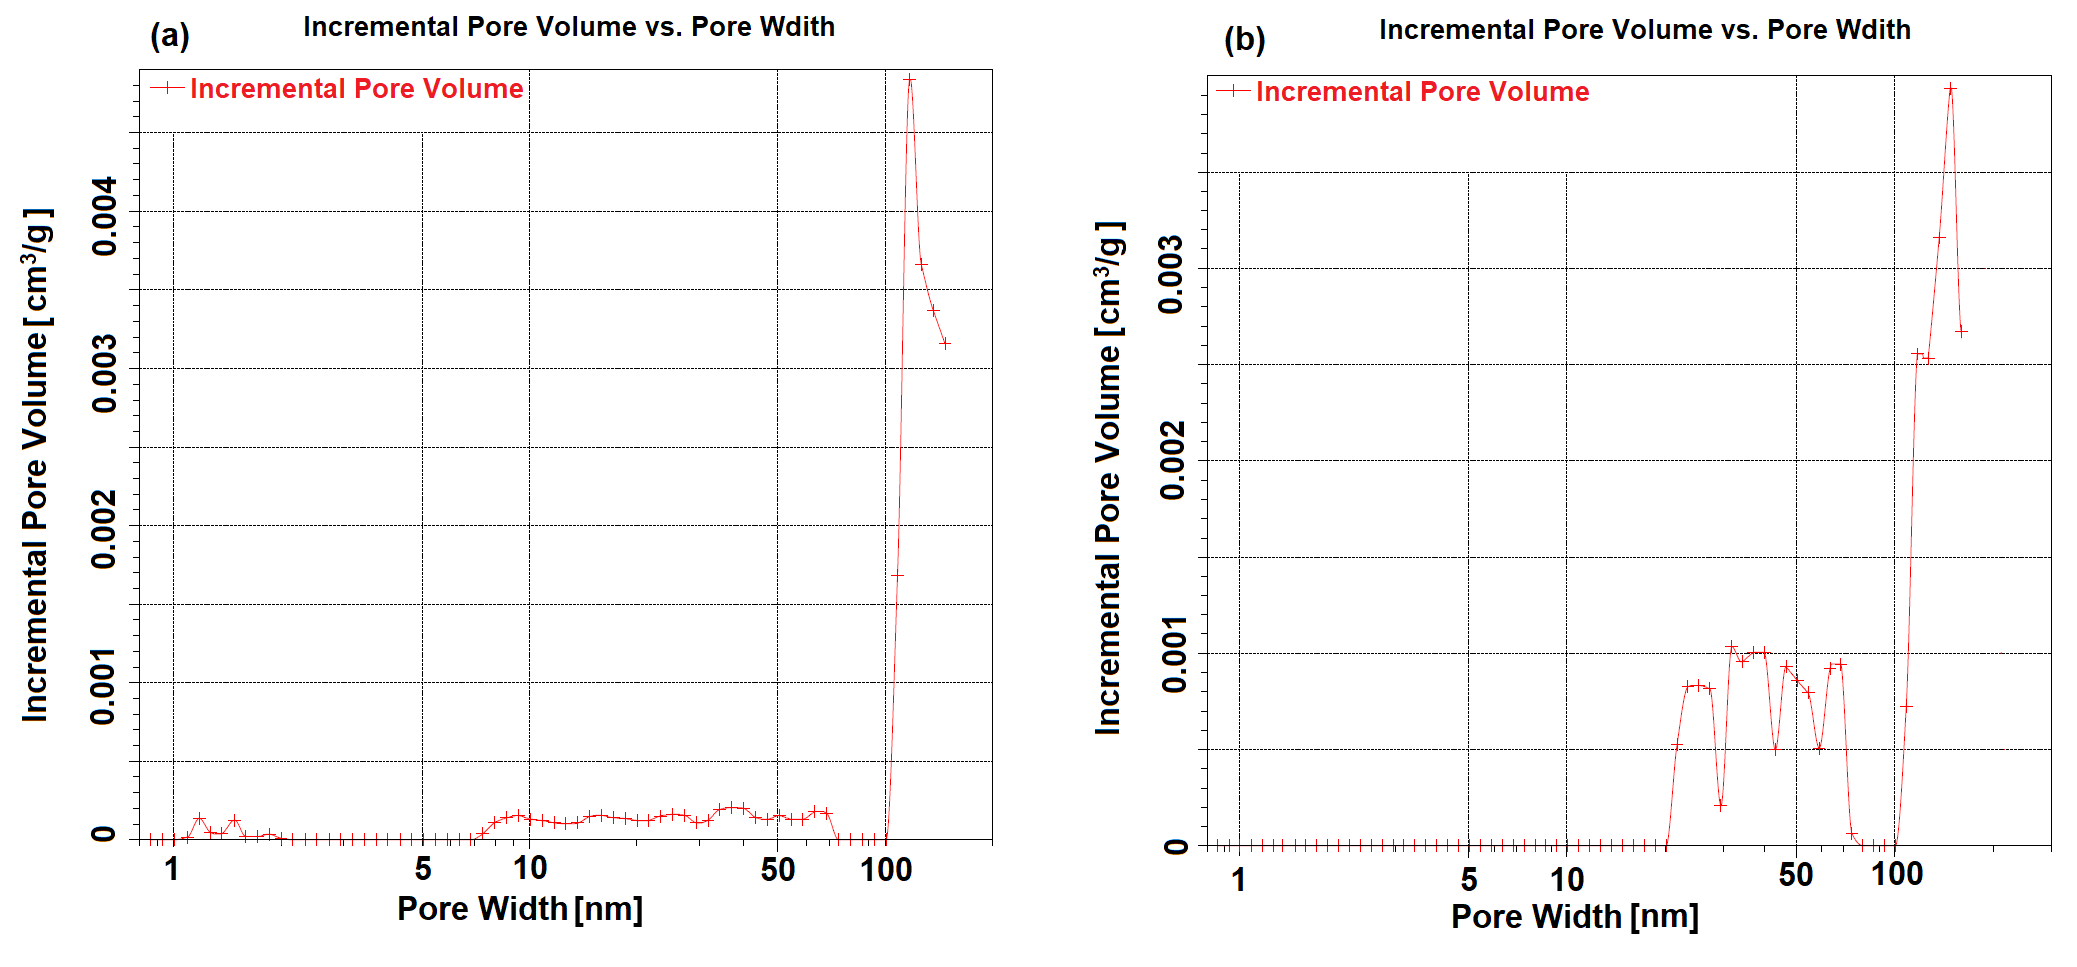 (a)
Incremental Pore Volume vs. Pore Wdith
Incremental Pore Volume
Incremental Pore Volume [cm³/g]
0.004
0.003
0.002
0.001
0
1 5 10 50 100
Pore Width [nm]
(b)
Incremental Pore Volume vs. Pore Wdith
Incremental Pore Volume
Incremental Pore Volume [cm³/g]
0.003
0.002
0.001
0
1 5 10 50 100
Pore Width [nm]